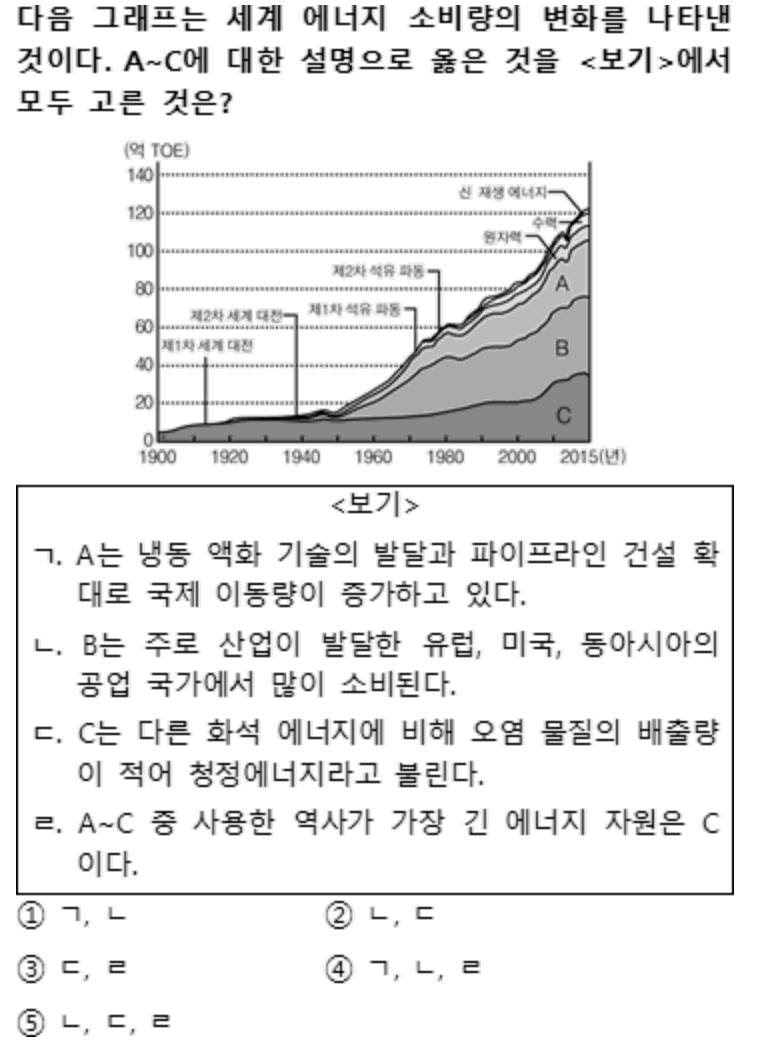 다음 그래프는 세계 에너지 소비량의 변화를 나타낸
것이다. A~C에 대한 설명으로 옳은 것을 <보기>에서
모두 고른 것은?
(억 TOE)
140
120
100
80
60
40
20
0
신 재생 에너지
수력
원자력
제2차 석유 파동
제1차 석유 파동
제2차 세계 대전
제1차 세계 대전
A
B
C
1900 1920 1940 1960 1980 2000 2015(년)
<보기>
ㄱ. A는 냉동 액화 기술의 발달과 파이프라인 건설 확
대로 국제 이동량이 증가하고 있다.
ㄴ. B는 주로 산업이 발달한 유럽, 미국, 동아시아의
공업 국가에서 많이 소비된다.
ㄷ. C는 다른 화석 에너지에 비해 오염 물질의 배출량
이 적어 청정에너지라고 불린다.
ㄹ. A~C 중 사용한 역사가 가장 긴 에너지 자원은 C
이다.
① ㄱ, ㄴ ② ㄴ, ㄷ
③ ㄷ, ㄹ ④ ㄱ, ㄴ, ㄹ
⑤ ㄴ, ㄷ, ㄹ